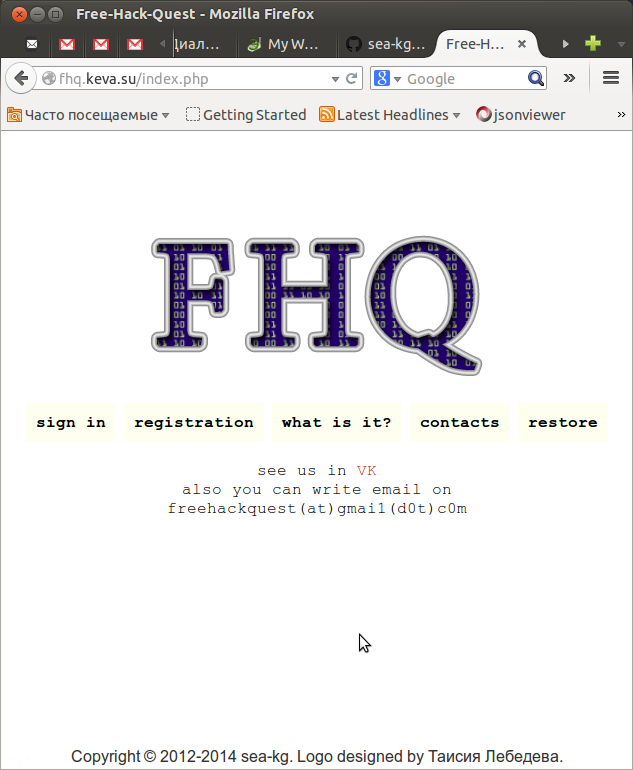 Free-Hack-Quest - Mozilla Firefox
My W...
sea-kg...
Free-H...
fhq.keva.su/index.php
Google
Часто посещаемые
Getting Started
Latest Headlines
jsonviewer
FHQ
sign in
registration
what is it?
contacts
restore
see us in VK
also you can write email on
freehackquest(at)gmail(d0t)c0m
Copyright © 2012-2014 sea-kg. Logo designed by Таисия Лебедева.